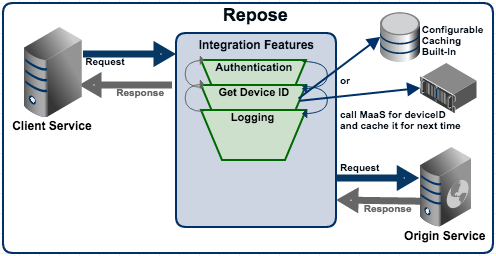 Repose
Configurable
Caching
Built-In
Integration Features
Request
Authentication
Get Device ID
or
Response
Logging
call MaaS for deviceID
and cache it for next time
Client Service
Request
Response
Origin Service